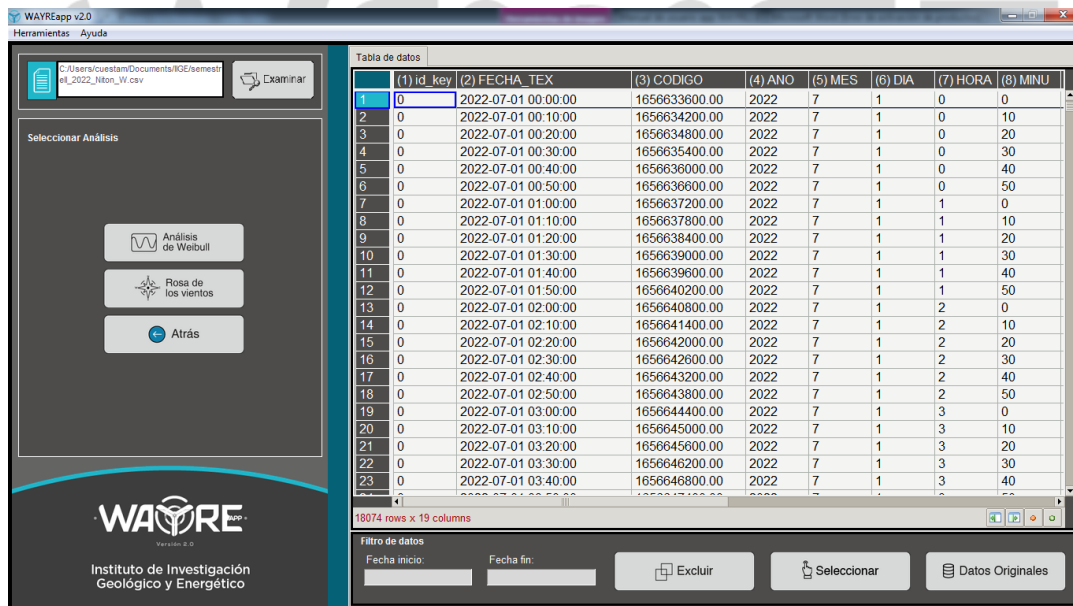 WAYREapp v2.0
Herramientas Ayuda
C:/Users/cuestam/Documents/IIGE/semestr
ell_2022_Niton_W.csv
Examinar
Seleccionar Análisis
Análisis
de Weibull
Rosa de
los vientos
Atrás
WAYRE APP
Versión 2.0
Instituto de Investigación
Geológico y Energético
Tabla de datos
(1) id_key (2) FECHA_TEX (3) CODIGO (4) ANO (5) MES (6) DIA (7) HORA (8) MINU
1 0 2022-07-01 00:00:00 1656633600.00 2022 7 1 0 0
2 0 2022-07-01 00:10:00 1656634200.00 2022 7 1 0 10
3 0 2022-07-01 00:20:00 1656634800.00 2022 7 1 0 20
4 0 2022-07-01 00:30:00 1656635400.00 2022 7 1 0 30
5 0 2022-07-01 00:40:00 1656636000.00 2022 7 1 0 40
6 0 2022-07-01 00:50:00 1656636600.00 2022 7 1 0 50
7 0 2022-07-01 01:00:00 1656637200.00 2022 7 1 1 0
8 0 2022-07-01 01:10:00 1656637800.00 2022 7 1 1 10
9 0 2022-07-01 01:20:00 1656638400.00 2022 7 1 1 20
10 0 2022-07-01 01:30:00 1656639000.00 2022 7 1 1 30
11 0 2022-07-01 01:40:00 1656639600.00 2022 7 1 1 40
12 0 2022-07-01 01:50:00 1656640200.00 2022 7 1 1 50
13 0 2022-07-01 02:00:00 1656640800.00 2022 7 1 2 0
14 0 2022-07-01 02:10:00 1656641400.00 2022 7 1 2 10
15 0 2022-07-01 02:20:00 1656642000.00 2022 7 1 2 20
16 0 2022-07-01 02:30:00 1656642600.00 2022 7 1 2 30
17 0 2022-07-01 02:40:00 1656643200.00 2022 7 1 2 40
18 0 2022-07-01 02:50:00 1656643800.00 2022 7 1 2 50
19 0 2022-07-01 03:00:00 1656644400.00 2022 7 1 3 0
20 0 2022-07-01 03:10:00 1656645000.00 2022 7 1 3 10
21 0 2022-07-01 03:20:00 1656645600.00 2022 7 1 3 20
22 0 2022-07-01 03:30:00 1656646200.00 2022 7 1 3 30
23 0 2022-07-01 03:40:00 1656646800.00 2022 7 1 3 40
18074 rows x 19 columns
Filtro de datos
Fecha inicio: Fecha fin:
Excluir Seleccionar Datos Originales